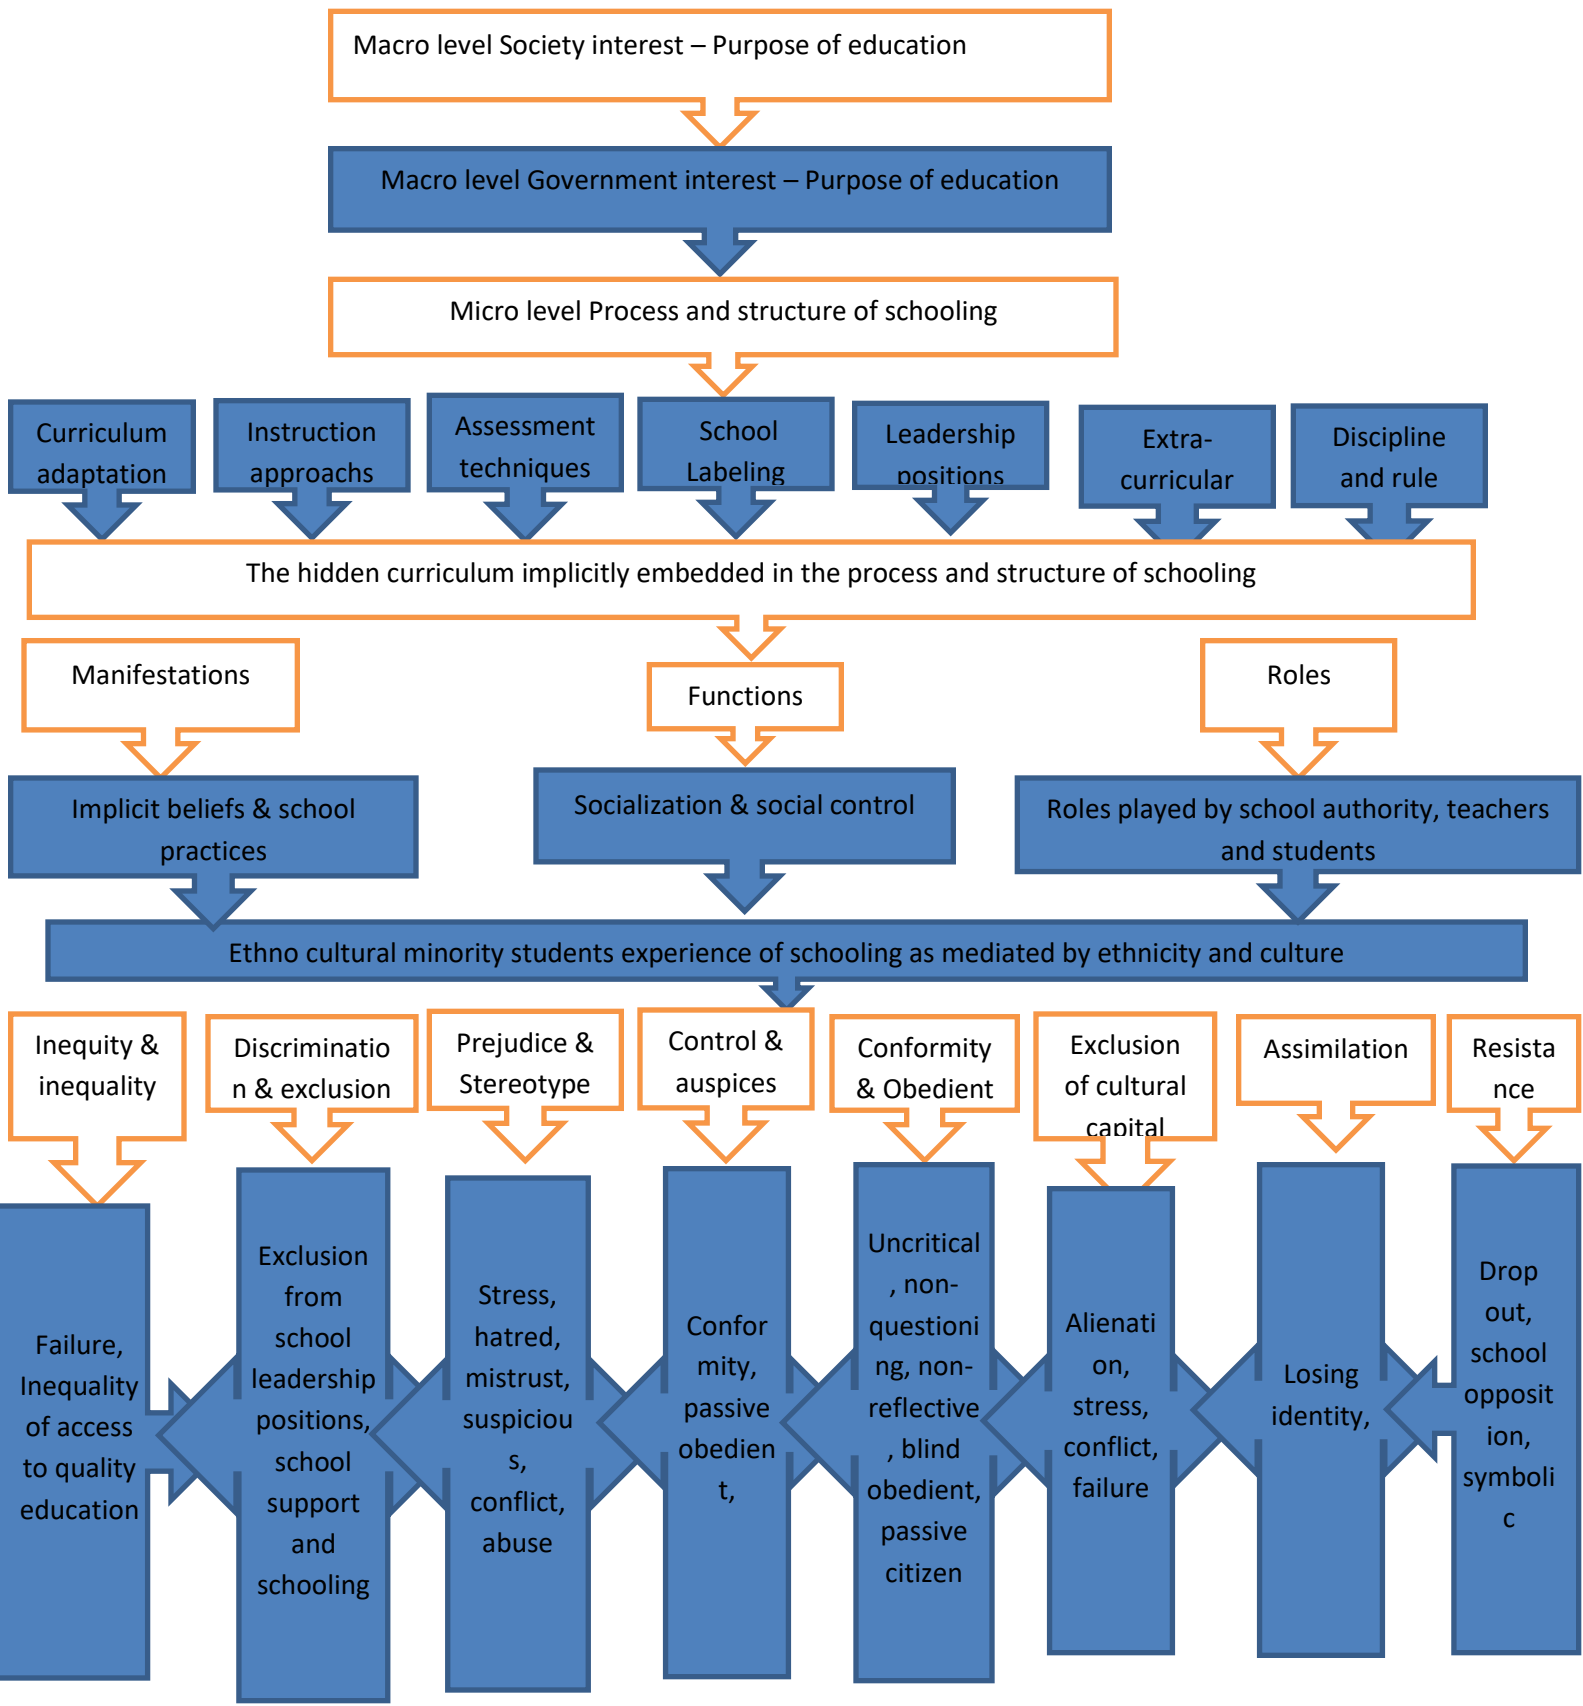 Macro level Society interest – Purpose of education
Macro level Government interest – Purpose of education
Micro level Process and structure of schooling
Curriculum
adaptation
Instruction
approachs
Assessment
techniques
School
Labeling
Leadership
positions
Extra-
curricular
Discipline
and rule
The hidden curriculum implicitly embedded in the process and structure of schooling
Manifestations
Functions
Roles
Implicit beliefs & school
practices
Socialization & social control
Roles played by school authority, teachers
and students
Ethno cultural minority students experience of schooling as mediated by ethnicity and culture
Inequity &
inequality
Discriminatio
n & exclusion
Prejudice &
Stereotype
Control &
auspices
Conformity
& Obedient
Exclusion
of cultural
capital
Assimilation
Resista
nce
Failure,
Inequality
of access
to quality
education
Exclusion
from
school
leadership
positions,
school
support
and
schooling
Stress,
hatred,
mistrust,
suspiciou
s,
conflict,
abuse
Confor
mity,
passive
obedien
t,
Uncritical
, non-
questioni
ng, non-
reflective
, blind
obedient,
passive
citizen
Alienati
on,
stress,
conflict,
failure
Losing
identity,
Drop
out,
school
opposit
ion,
symboli
c